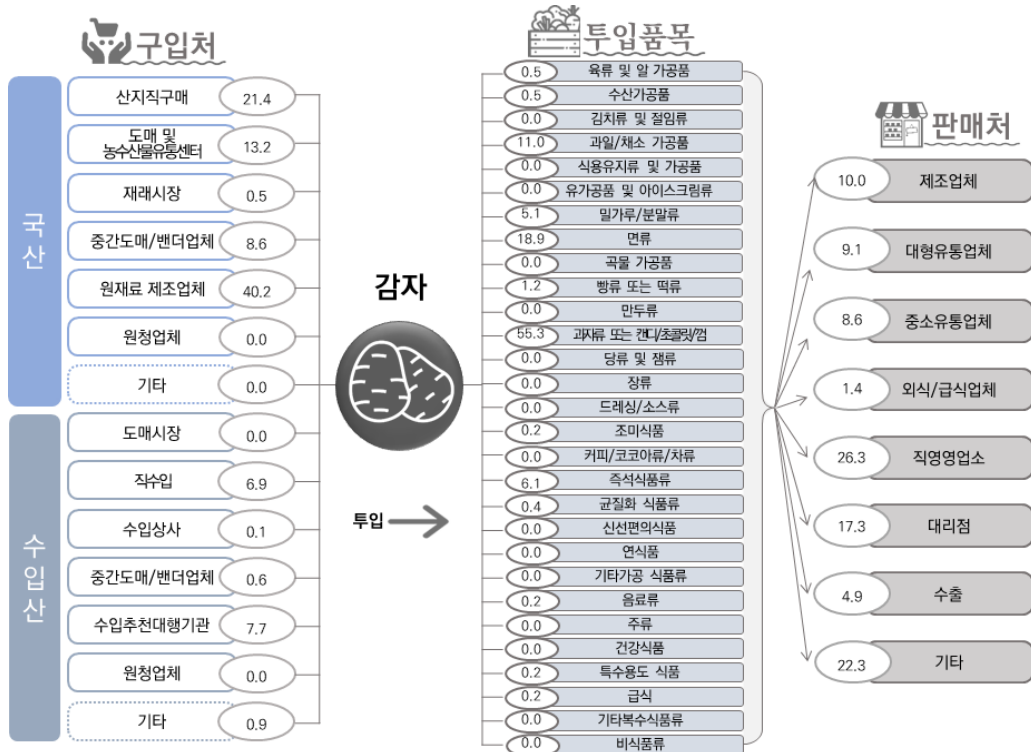 구입처
국산
산지직구매 21.4
도매 및
농수산물유통센터 13.2
재래시장 0.5
중간도매/밴더업체 8.6
원재료 제조업체 40.2
원청업체 0.0
기타 0.0
수입산
도매시장 0.0
직수입 6.9
수입상사 0.1
중간도매/밴더업체 0.6
수입추천대행기관 7.7
원청업체 0.0
기타 0.9
감자
투입
투입품목
0.5 육류 및 알 가공품
0.5 수산가공품
0.0 김치류 및 절임류
11.0 과일/채소 가공품
0.0 식용유지류 및 가공품
0.0 유가공품 및 아이스크림류
5.1 밀가루/분말류
18.9 면류
0.0 곡물 가공품
1.2 빵류 또는 떡류
0.0 만두류
55.3 과자류 또는 캔디/초콜릿/껌
0.0 당류 및 잼류
0.0 장류
0.0 드레싱/소스류
0.2 조미식품
0.0 커피/코코아류/차류
6.1 즉석식품류
0.4 균질화 식품류
0.0 신선편의식품
0.0 연식품
0.0 기타가공 식품류
0.2 음료류
0.0 주류
0.0 건강식품
0.2 특수용도 식품
0.2 급식
0.0 기타복수식품류
0.0 비식품류
판매처
10.0 제조업체
9.1 대형유통업체
8.6 중소유통업체
1.4 외식/급식업체
26.3 직영영업소
17.3 대리점
4.9 수출
22.3 기타